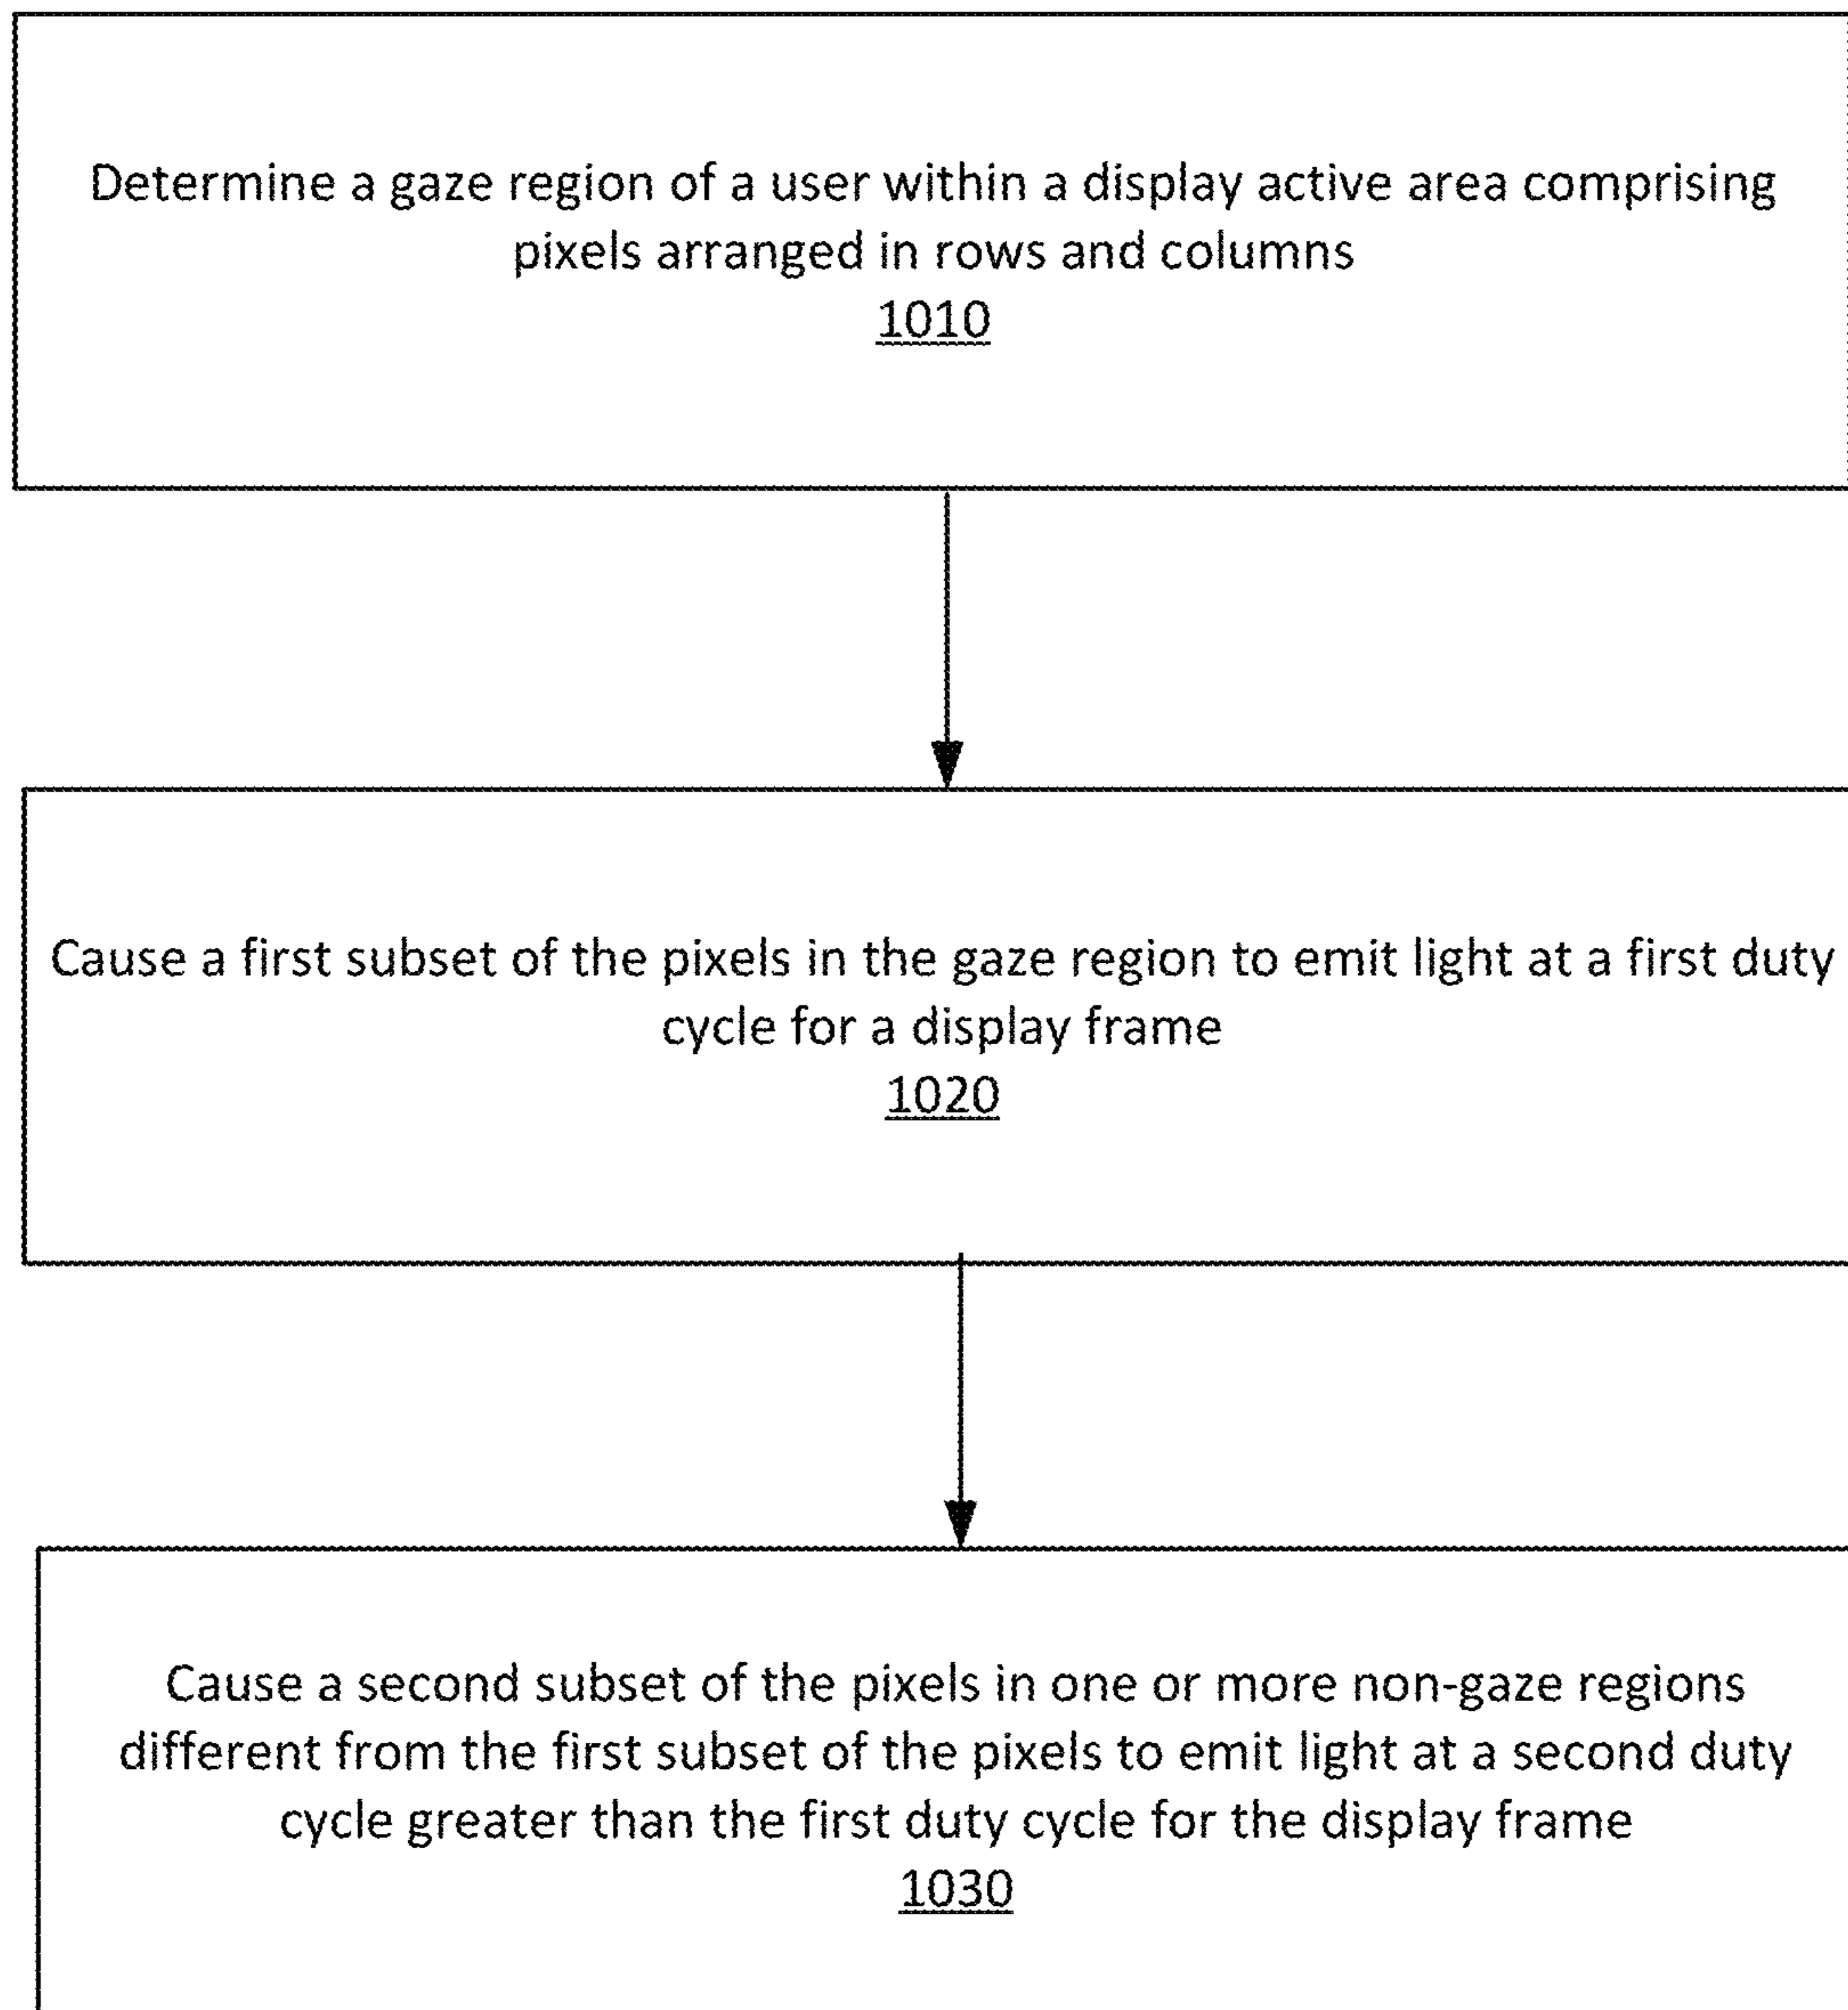 Determine a gaze region of a user within a display active area comprising
pixels arranged in rows and columns
1010
Cause a first subset of the pixels in the gaze region to emit light at a first duty
cycle for a display frame
1020
Cause a second subset of the pixels in one or more non-gaze regions
different from the first subset of the pixels to emit light at a second duty
cycle greater than the first duty cycle for the display frame
1030